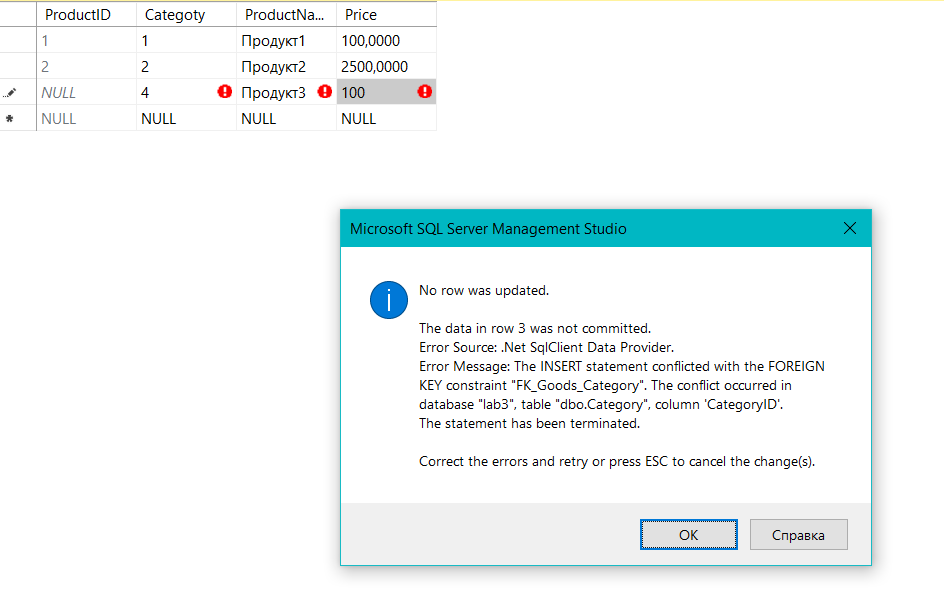 ProductID Categoty ProductNa... Price
1 1 Продукт1 100,0000
2 2 Продукт2 2500,0000
NULL 4 Продукт3 100
NULL NULL NULL NULL
Microsoft SQL Server Management Studio
No row was updated.
The data in row 3 was not committed.
Error Source: .Net SqlClient Data Provider.
Error Message: The INSERT statement conflicted with the FOREIGN
KEY constraint "FK_Goods_Category". The conflict occurred in
database "lab3", table "dbo.Category", column 'CategoryID'.
The statement has been terminated.
Correct the errors and retry or press ESC to cancel the change(s).
OK Справка